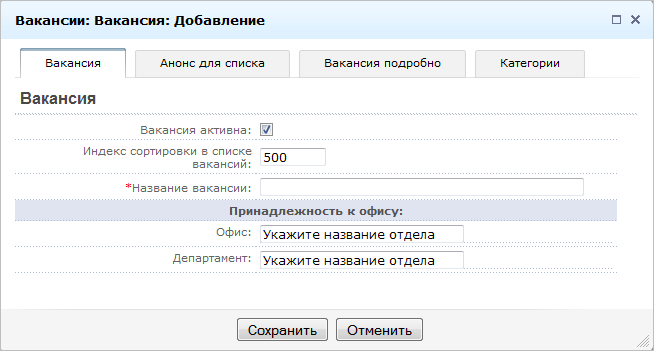 Вакансии: Вакансия: Добавление
Вакансия Анонс для списка Вакансия подробно Категории
Вакансия
Вакансия активна:
Индекс сортировки в списке
вакансий: 500
*Название вакансии:
Принадлежность к офису:
Офис: Укажите название отдела
Департамент: Укажите название отдела
Сохранить Отменить